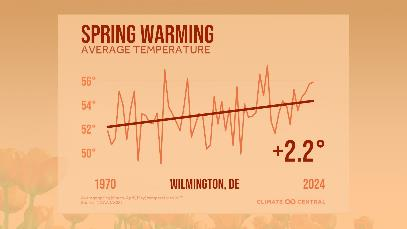 SPRING WARMING
AVERAGE TEMPERATURE
56°
54°
52°
50°
+2.2°
1970
WILMINGTON, DE
2024
CLIMATE CENTRAL